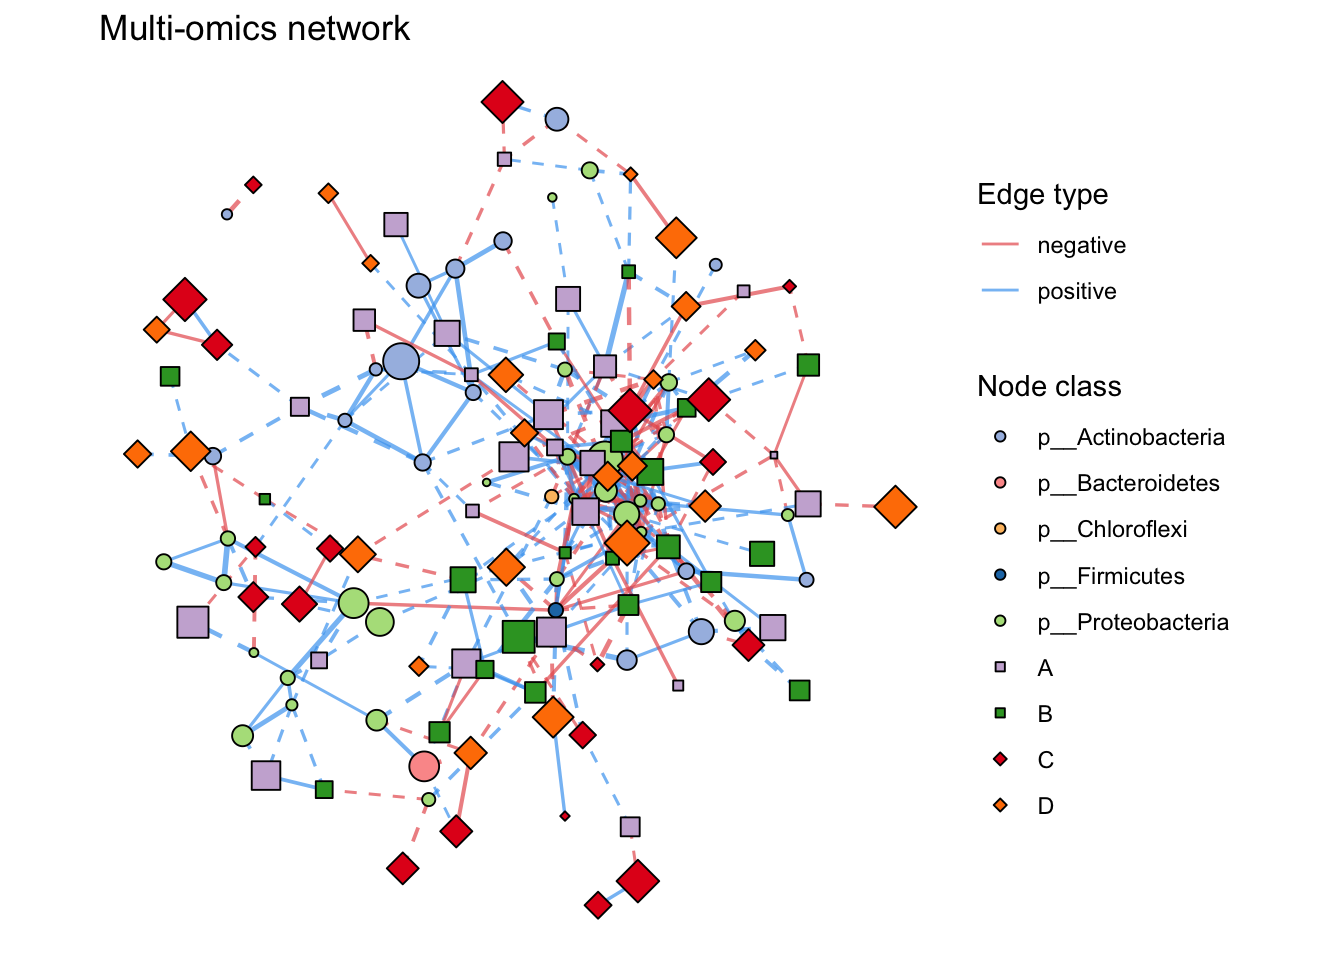 Multi-omics network
Edge type
negative
positive
Node class
p__Actinobacteria
p__Bacteroidetes
p__Chloroflexi
p__Firmicutes
p__Proteobacteria
A
B
C
D